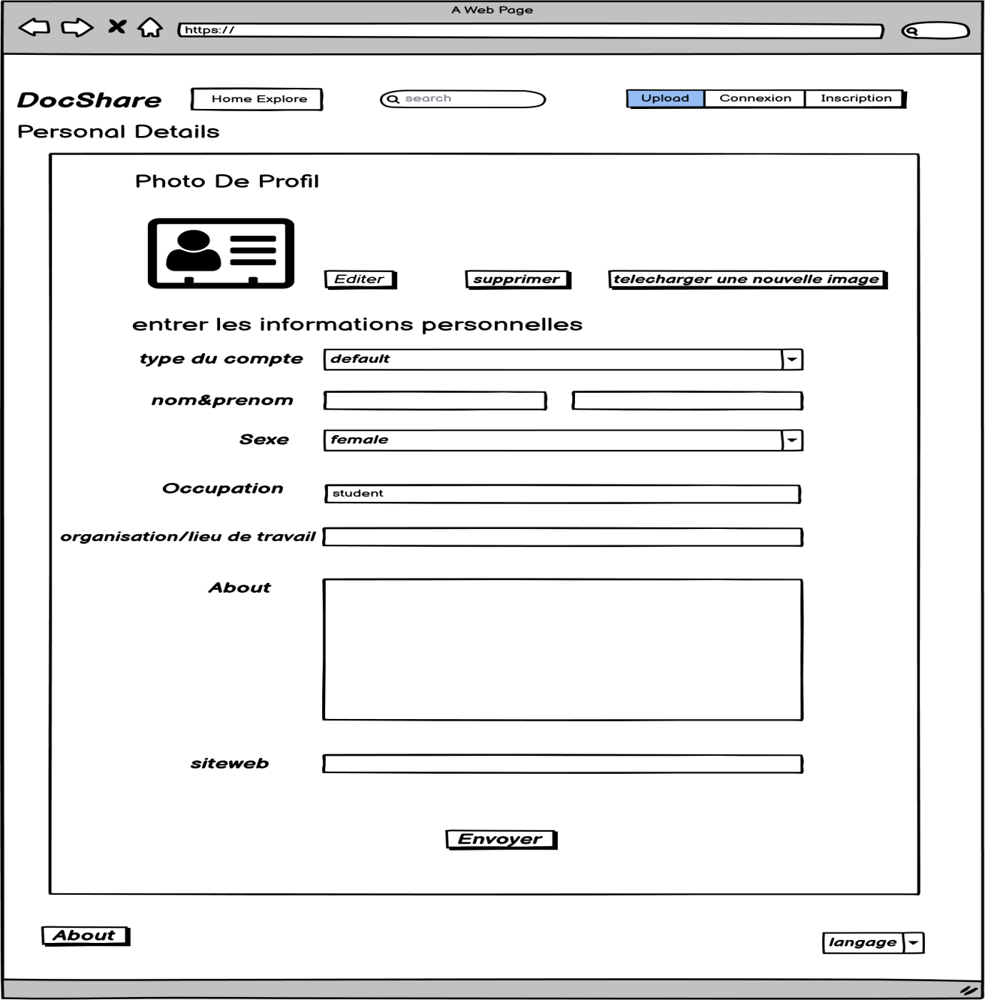 A Web Page
https://
DocShare
Home Explore
search
Upload
Connexion
Inscription
Personal Details
Photo De Profil
Editer
supprimer
telecharger une nouvelle image
entrer les informations personnelles
type du compte
default
nom&prenom
Sexe
female
Occupation
student
organisation/lieu de travail
About
siteweb
Envoyer
About
langage